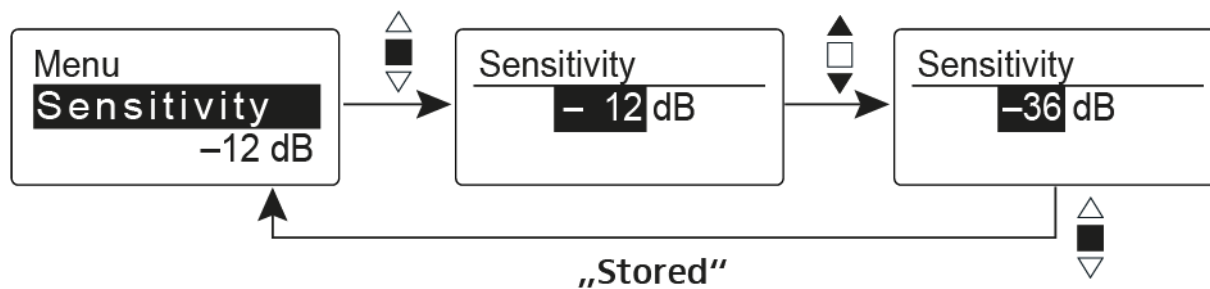 Menu
Sensitivity
–12 dB
Sensitivity
– 12 dB
Sensitivity
–36 dB
„Stored“